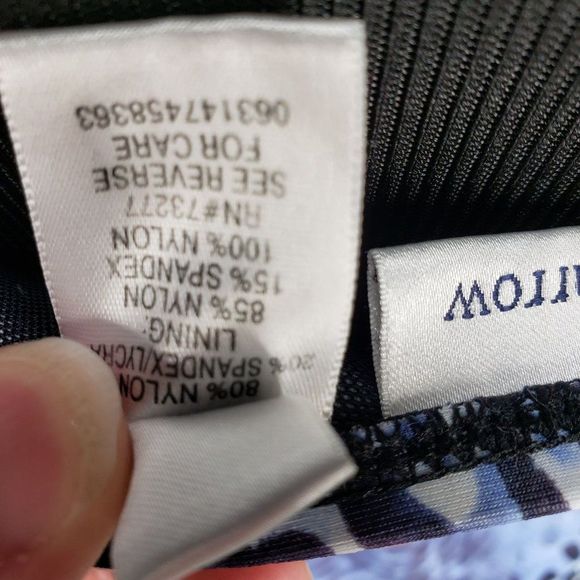 80% NYLON
20% SPANDEX/LYCRA
LINING:
85% NYLON
15% SPANDEX
100% NYLON
RN#73277
SEE REVERSE
FOR CARE
063147458363
arrow